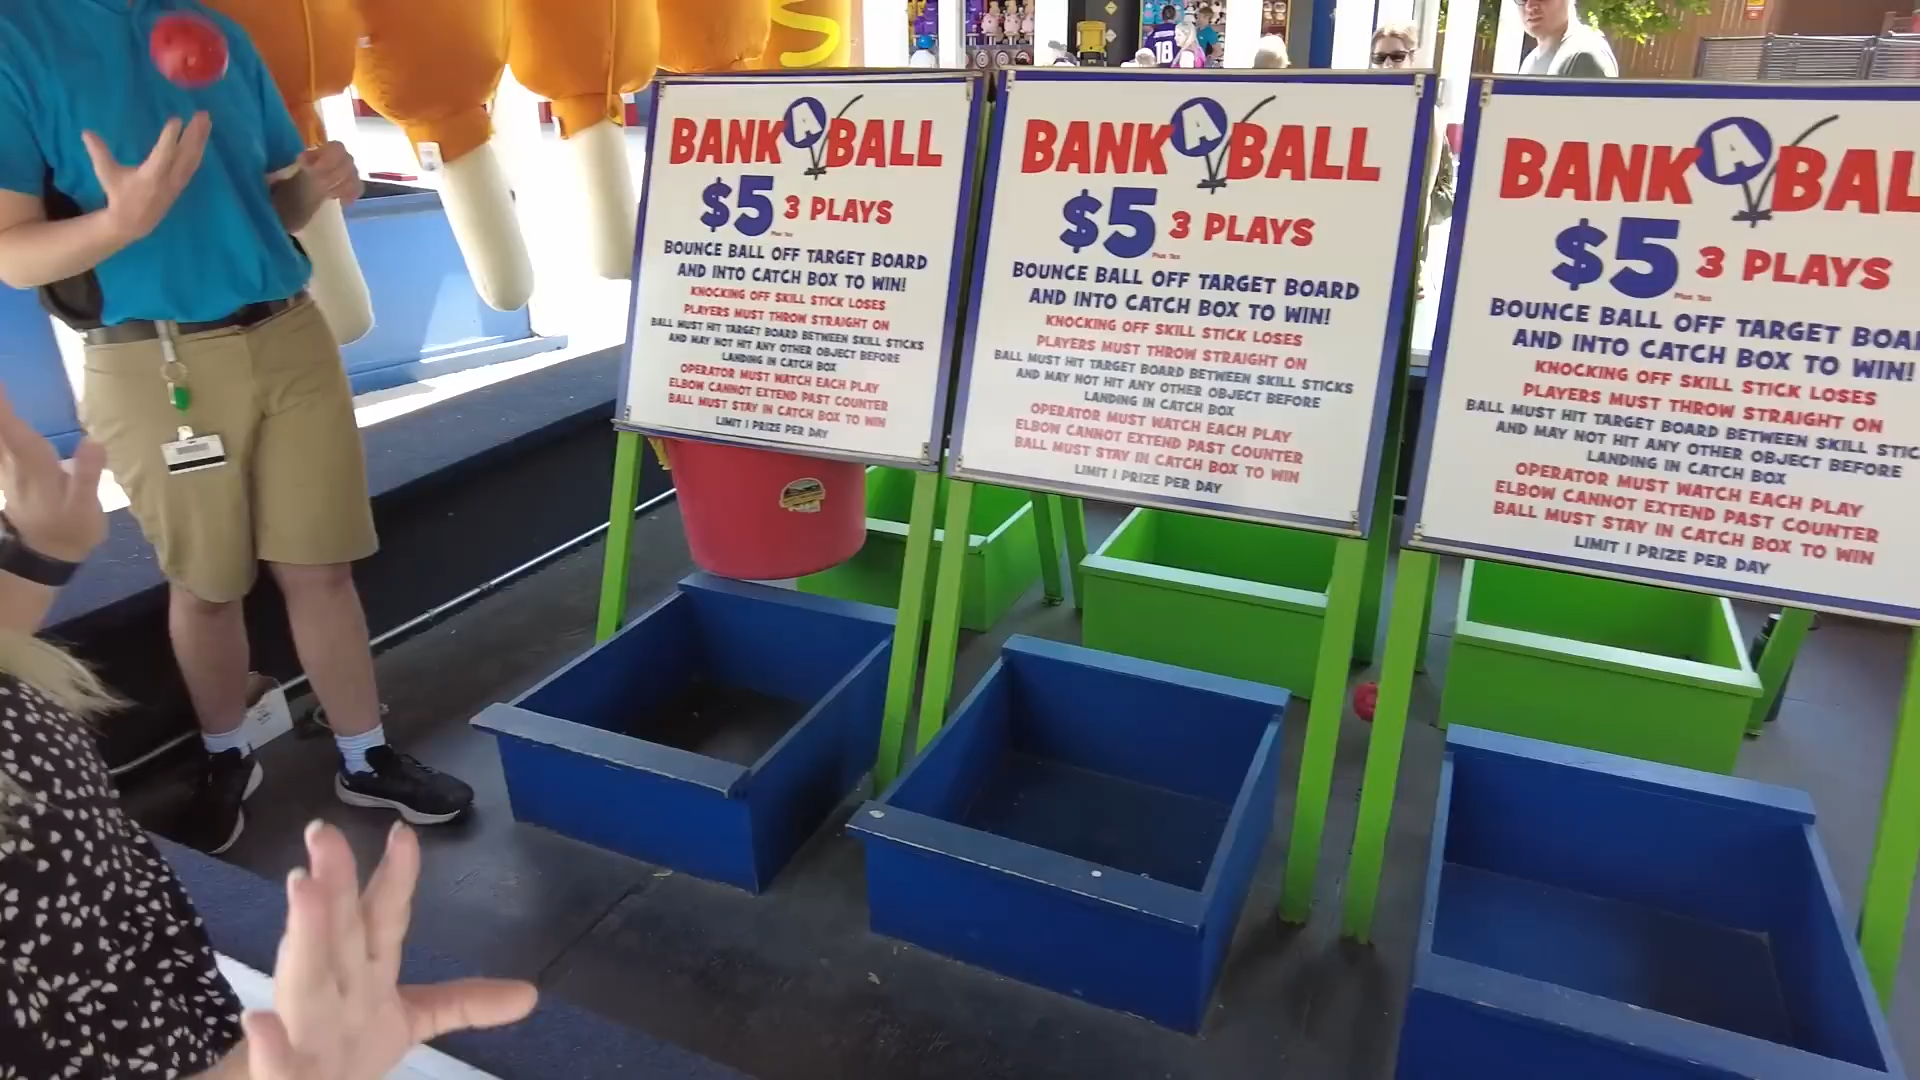 BANK A BALL
$5 3 PLAYS
Plus Tax
BOUNCE BALL OFF TARGET BOARD
AND INTO CATCH BOX TO WIN!
KNOCKING OFF SKILL STICK LOSES
PLAYERS MUST THROW STRAIGHT ON
BALL MUST HIT TARGET BOARD BETWEEN SKILL STICKS
AND MAY NOT HIT ANY OTHER OBJECT BEFORE
LANDING IN CATCH BOX
OPERATOR MUST WATCH EACH PLAY
ELBOW CANNOT EXTEND PAST COUNTER
BALL MUST STAY IN CATCH BOX TO WIN
LIMIT 1 PRIZE PER DAY
BANK A BALL
$5 3 PLAYS
Plus Tax
BOUNCE BALL OFF TARGET BOARD
AND INTO CATCH BOX TO WIN!
KNOCKING OFF SKILL STICK LOSES
PLAYERS MUST THROW STRAIGHT ON
BALL MUST HIT TARGET BOARD BETWEEN SKILL STICKS
AND MAY NOT HIT ANY OTHER OBJECT BEFORE
LANDING IN CATCH BOX
OPERATOR MUST WATCH EACH PLAY
ELBOW CANNOT EXTEND PAST COUNTER
BALL MUST STAY IN CATCH BOX TO WIN
LIMIT 1 PRIZE PER DAY
BANK A BAL
$5 3 PLAYS
Plus Tax
BOUNCE BALL OFF TARGET BOAR
AND INTO CATCH BOX TO WIN!
KNOCKING OFF SKILL STICK LOSES
PLAYERS MUST THROW STRAIGHT ON
BALL MUST HIT TARGET BOARD BETWEEN SKILL STIC
AND MAY NOT HIT ANY OTHER OBJECT BEFORE
LANDING IN CATCH BOX
OPERATOR MUST WATCH EACH PLAY
ELBOW CANNOT EXTEND PAST COUNTER
BALL MUST STAY IN CATCH BOX TO WIN
LIMIT 1 PRIZE PER DAY
S
18